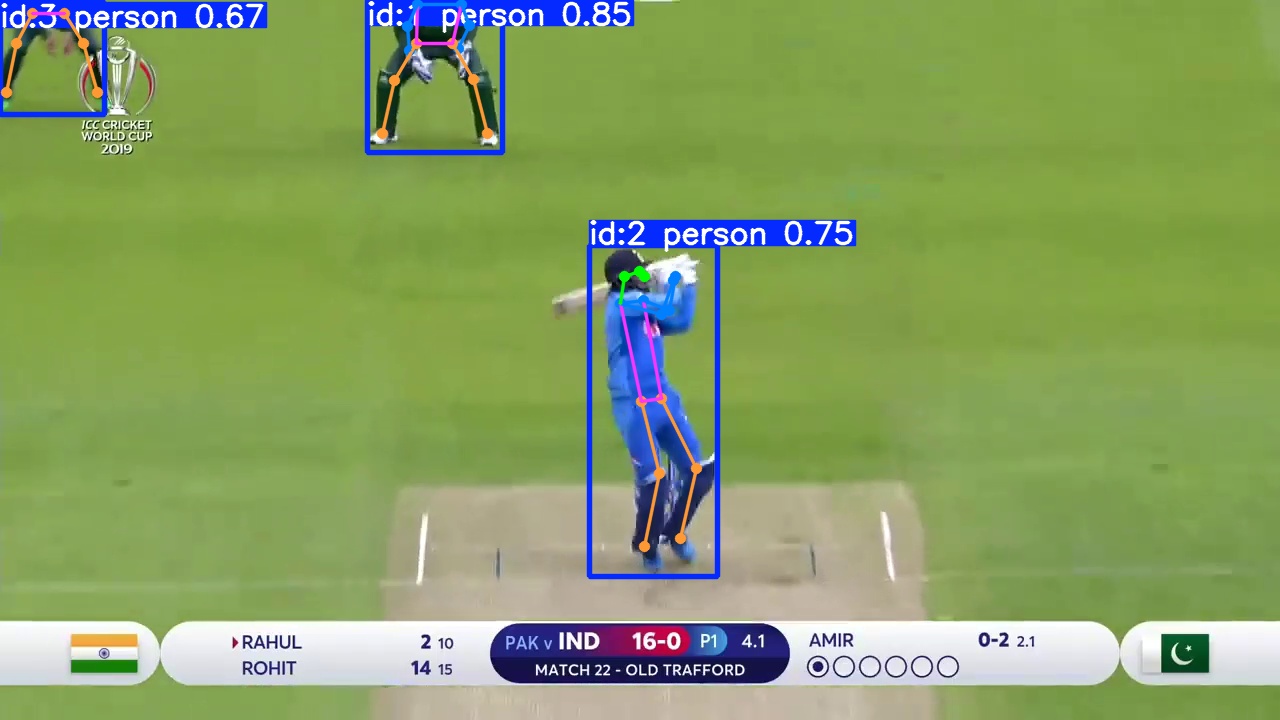 id:3 person 0.67
id:1 person 0.85
ICC CRICKET
WORLD CUP
2019
id:2 person 0.75
RAHUL 2 10
ROHIT 14 15
PAK v IND 16-0 P1 4.1
MATCH 22 - OLD TRAFFORD
AMIR 0-2 2.1